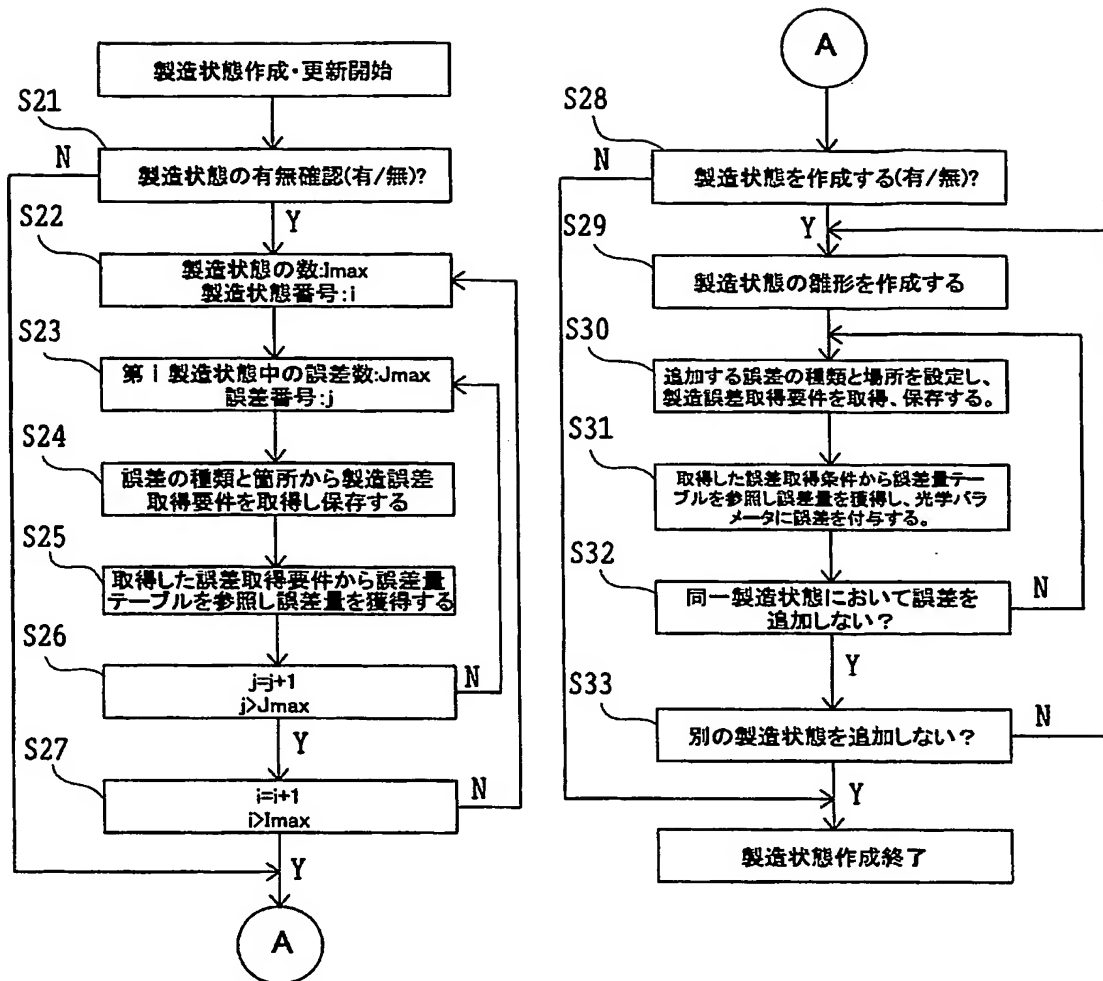 製造状態作成・更新開始
S21
N
製造状態の有無確認(有/無)?
Y
S22
製造状態の数:Imax
製造状態番号:i
S23
第i製造状態中の誤差数:Jmax
誤差番号:j
S24
誤差の種類と箇所から製造誤差
取得要件を取得し保存する
S25
取得した誤差取得要件から誤差量
テーブルを参照し誤差量を獲得する
S26
j=j+1
j>Jmax
N
Y
S27
i=i+1
i>Imax
N
Y
A
A
S28
N
製造状態を作成する(有/無)?
Y
S29
製造状態の雛形を作成する
S30
追加する誤差の種類と場所を設定し、
製造誤差取得要件を取得、保存する。
S31
取得した誤差取得条件から誤差量テー
ブルを参照し誤差量を獲得し、光学パラ
メータに誤差を付与する。
S32
同一製造状態において誤差を
追加しない?
N
Y
S33
別の製造状態を追加しない?
N
Y
製造状態作成終了